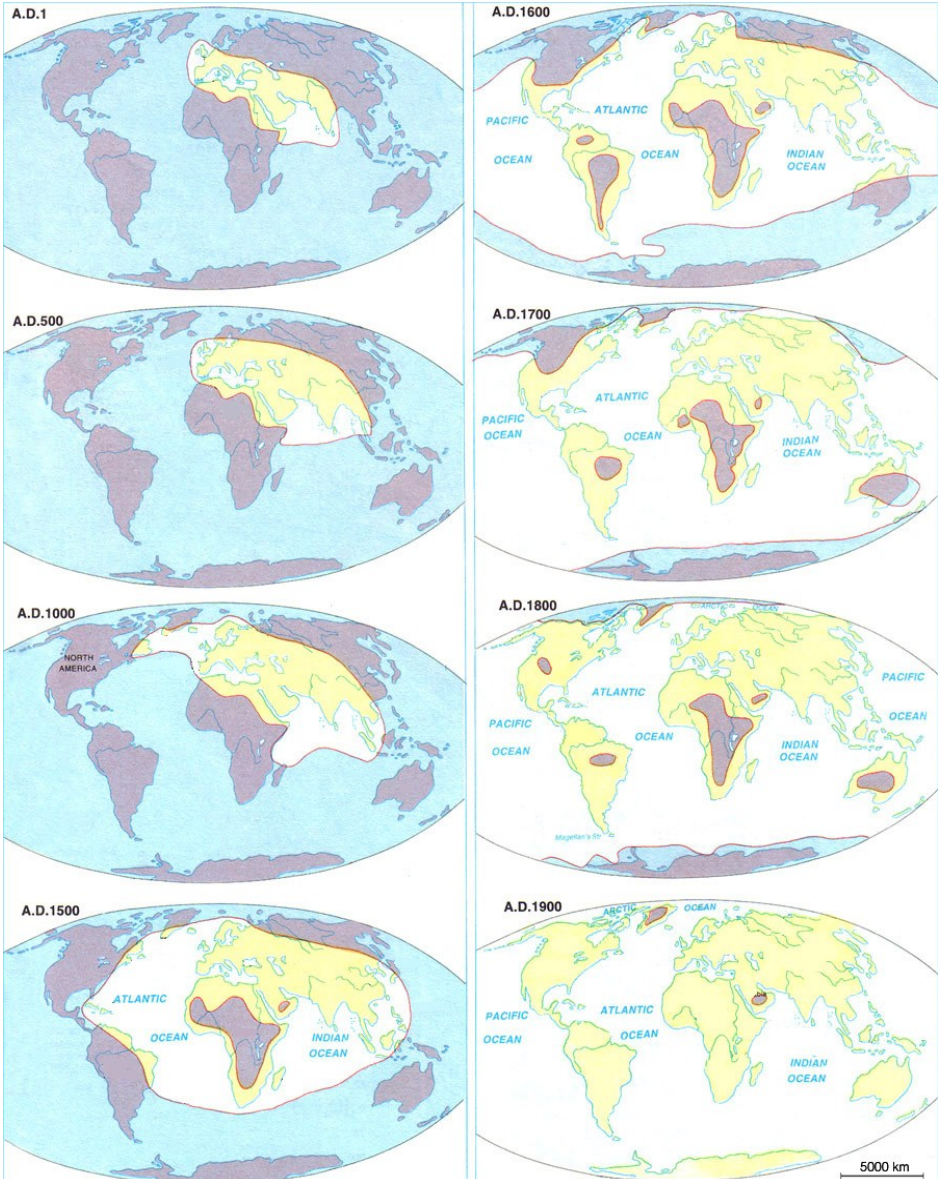 A.D.1
A.D.500
A.D.1000
NORTH
AMERICA
A.D.1500
ATLANTIC
OCEAN
INDIAN
OCEAN
A.D.1600
PACIFIC
OCEAN
ATLANTIC
OCEAN
INDIAN
OCEAN
A.D.1700
PACIFIC
OCEAN
ATLANTIC
OCEAN
INDIAN
OCEAN
A.D.1800
ARCTIC OCEAN
PACIFIC
OCEAN
ATLANTIC
OCEAN
INDIAN
OCEAN
PACIFIC
OCEAN
Magellan's Str
A.D.1900
ARCTIC OCEAN
PACIFIC
OCEAN
ATLANTIC
OCEAN
INDIAN
OCEAN
5000 km